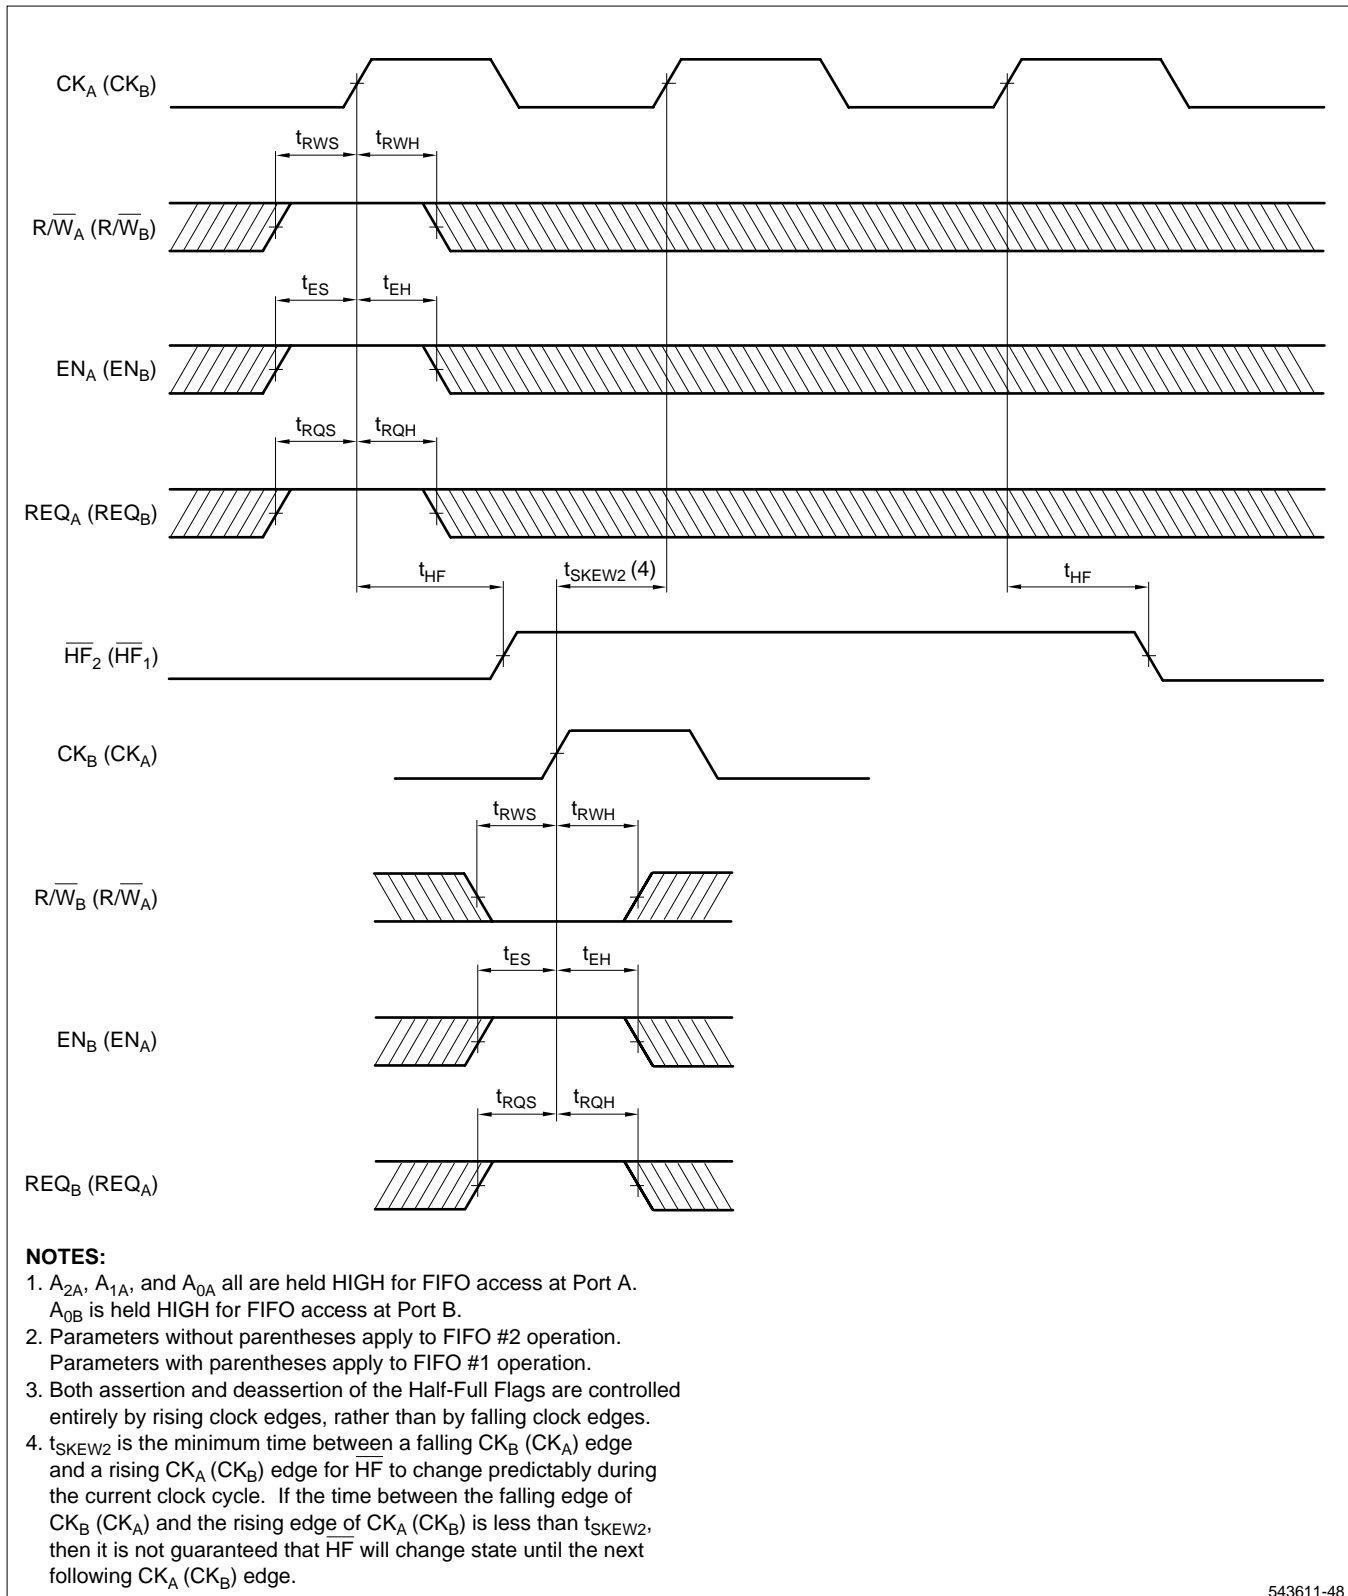 CKA (CKB)
tRWS tRWH
R/W̅A (R/W̅B)
tES tEH
ENA (ENB)
tRQS tRQH
REQA (REQB)
tHF tSKEW2 (4) tHF
H̅F̅2 (H̅F̅1)
CKB (CKA)
tRWS tRWH
R/W̅B (R/W̅A)
tES tEH
ENB (ENA)
tRQS tRQH
REQB (REQA)
NOTES:
1. A2A, A1A, and A0A all are held HIGH for FIFO access at Port A.
A0B is held HIGH for FIFO access at Port B.
2. Parameters without parentheses apply to FIFO #2 operation.
Parameters with parentheses apply to FIFO #1 operation.
3. Both assertion and deassertion of the Half-Full Flags are controlled
entirely by rising clock edges, rather than by falling clock edges.
4. tSKEW2 is the minimum time between a falling CKB (CKA) edge
and a rising CKA (CKB) edge for H̅F̅ to change predictably during
the current clock cycle. If the time between the falling edge of
CKB (CKA) and the rising edge of CKA (CKB) is less than tSKEW2,
then it is not guaranteed that H̅F̅ will change state until the next
following CKA (CKB) edge.
543611-48